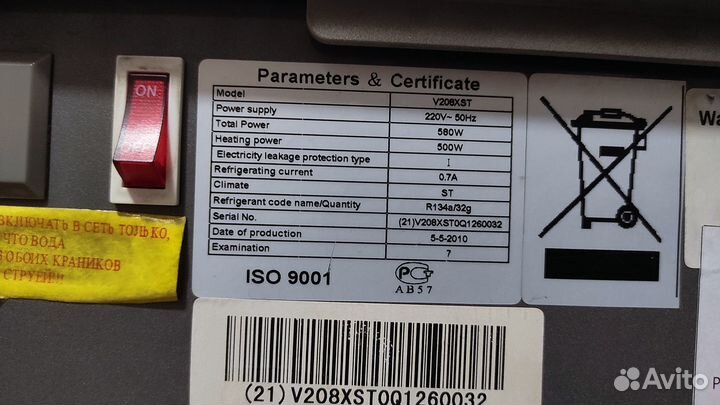 ON
OFF
Parameters & Certificate
Model V208XST
Power supply 220V~ 50Hz
Total Power 580W
Heating power 500W
Electricity leakage protection type I
Refrigerating current 0.7A
Climate ST
Refrigerant code name/Quantity R134a/32g
Serial No. (21)V208XST0Q1260032
Date of production 5-5-2010
Examination 7
ISO 9001
PC
АВ57
Wa
ВКЛЮЧАТЬ В СЕТЬ ТОЛЬКО,
ЧТО ВОДА
ОБОИХ КРАНИКОВ
СТРУЕЙ!!
(21)V208XST0Q1260032
P
Avito